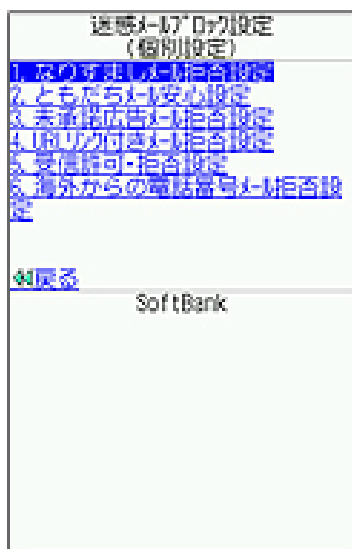 迷惑メールブロック設定
(個別設定)
1. なりすましメール拒否設定
2. ともだちメール安心設定
3. 未承諾広告メール拒否設定
4. URLリンク付きメール拒否設定
5. 受信許可・拒否設定
6. 海外からの電話番号メール拒否設
定
戻る
SoftBank